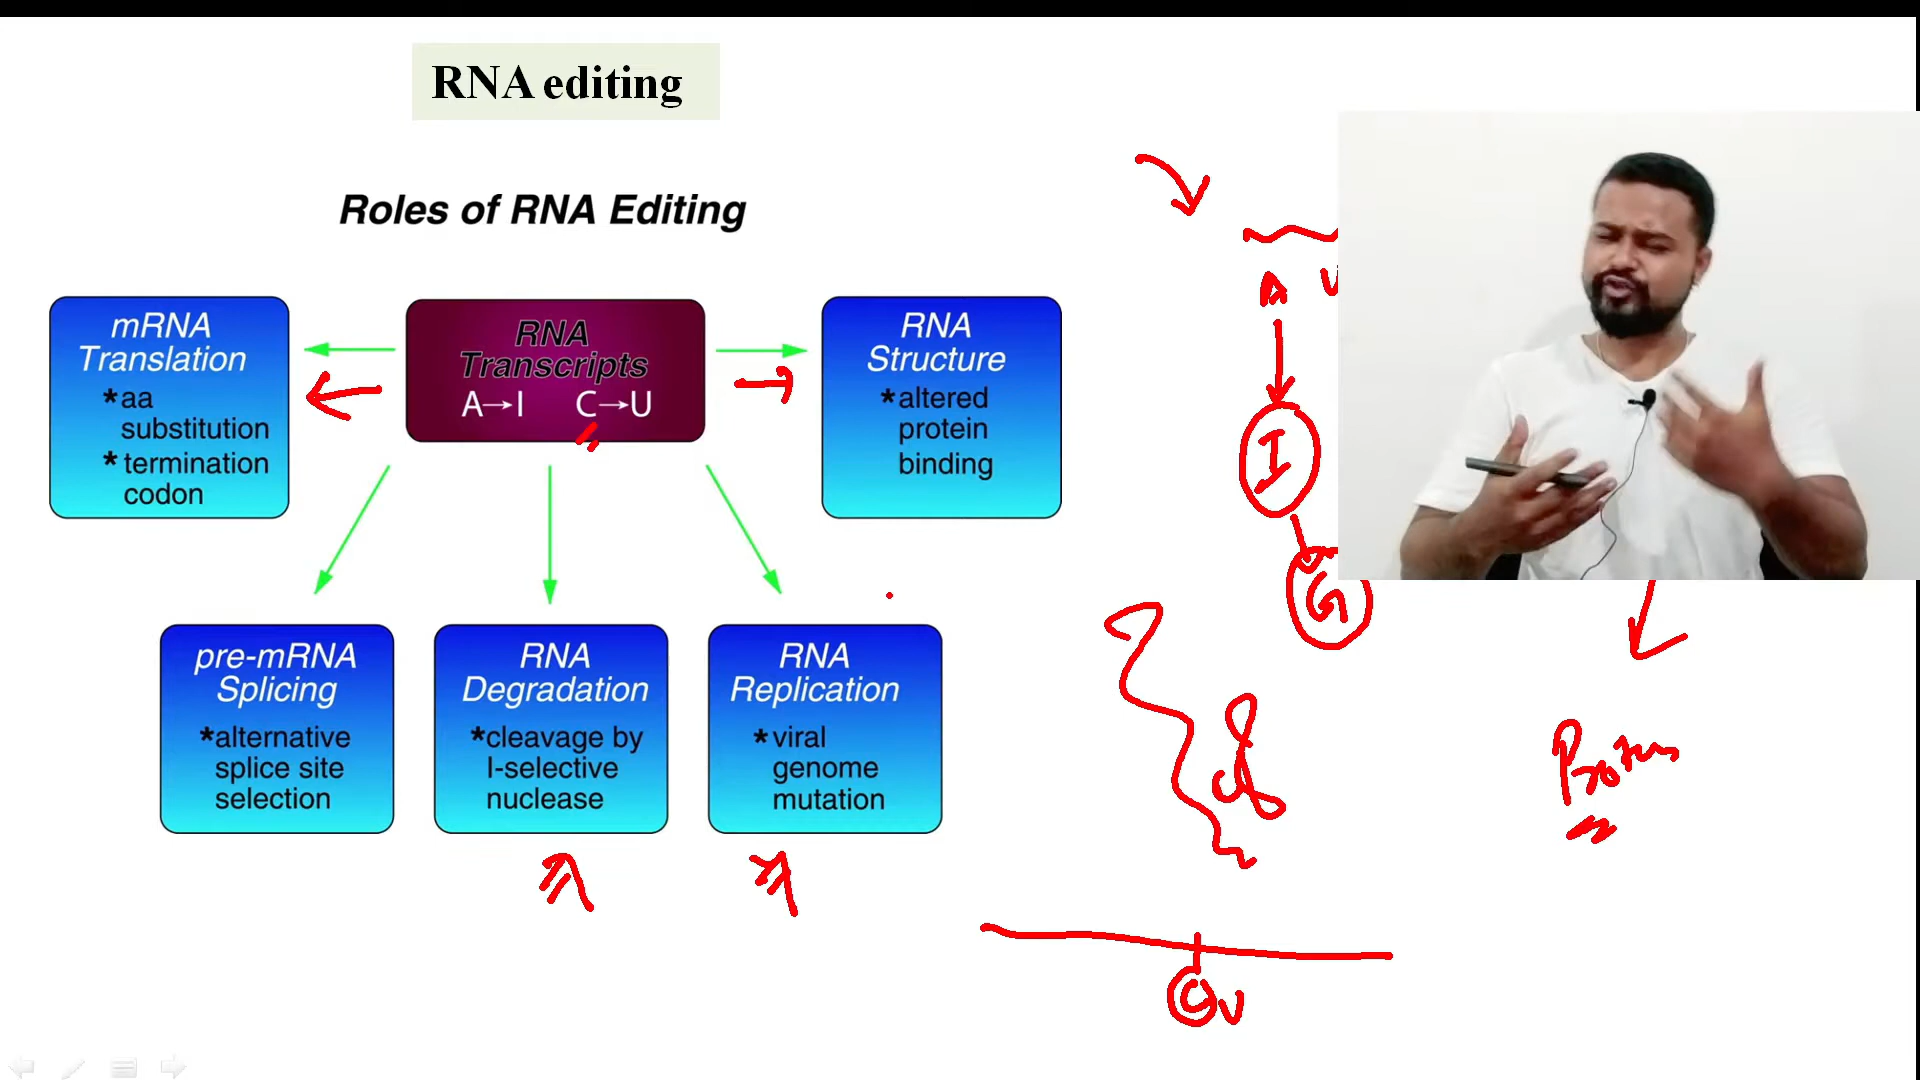 RNA editing
Roles of RNA Editing
mRNA
Translation
*aa
substitution
*termination
codon
RNA
Transcripts
A→I C→U
RNA
Structure
*altered
protein
binding
pre-mRNA
Splicing
*alternative
splice site
selection
RNA
Degradation
*cleavage by
I-selective
nuclease
RNA
Replication
*viral
genome
mutation
A U
I
G
CU